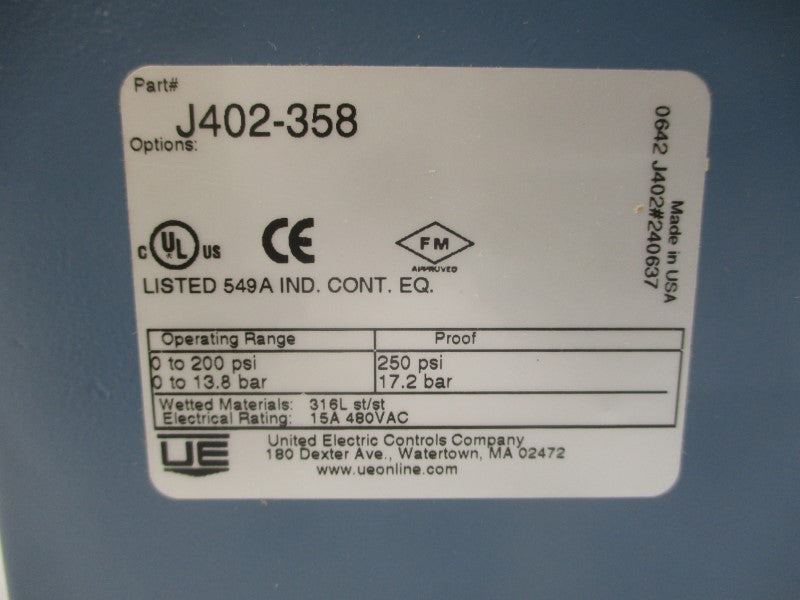 Part#
J402-358
Options:
C UL US
CE
FM
APPROVED
LISTED 549A IND. CONT. EQ.
0642 J402#240637
Made in USA
Operating Range Proof
0 to 200 psi 250 psi
0 to 13.8 bar 17.2 bar
Wetted Materials: 316L st/st
Electrical Rating: 15A 480VAC
UE
United Electric Controls Company
180 Dexter Ave., Watertown, MA 02472
www.ueonline.com